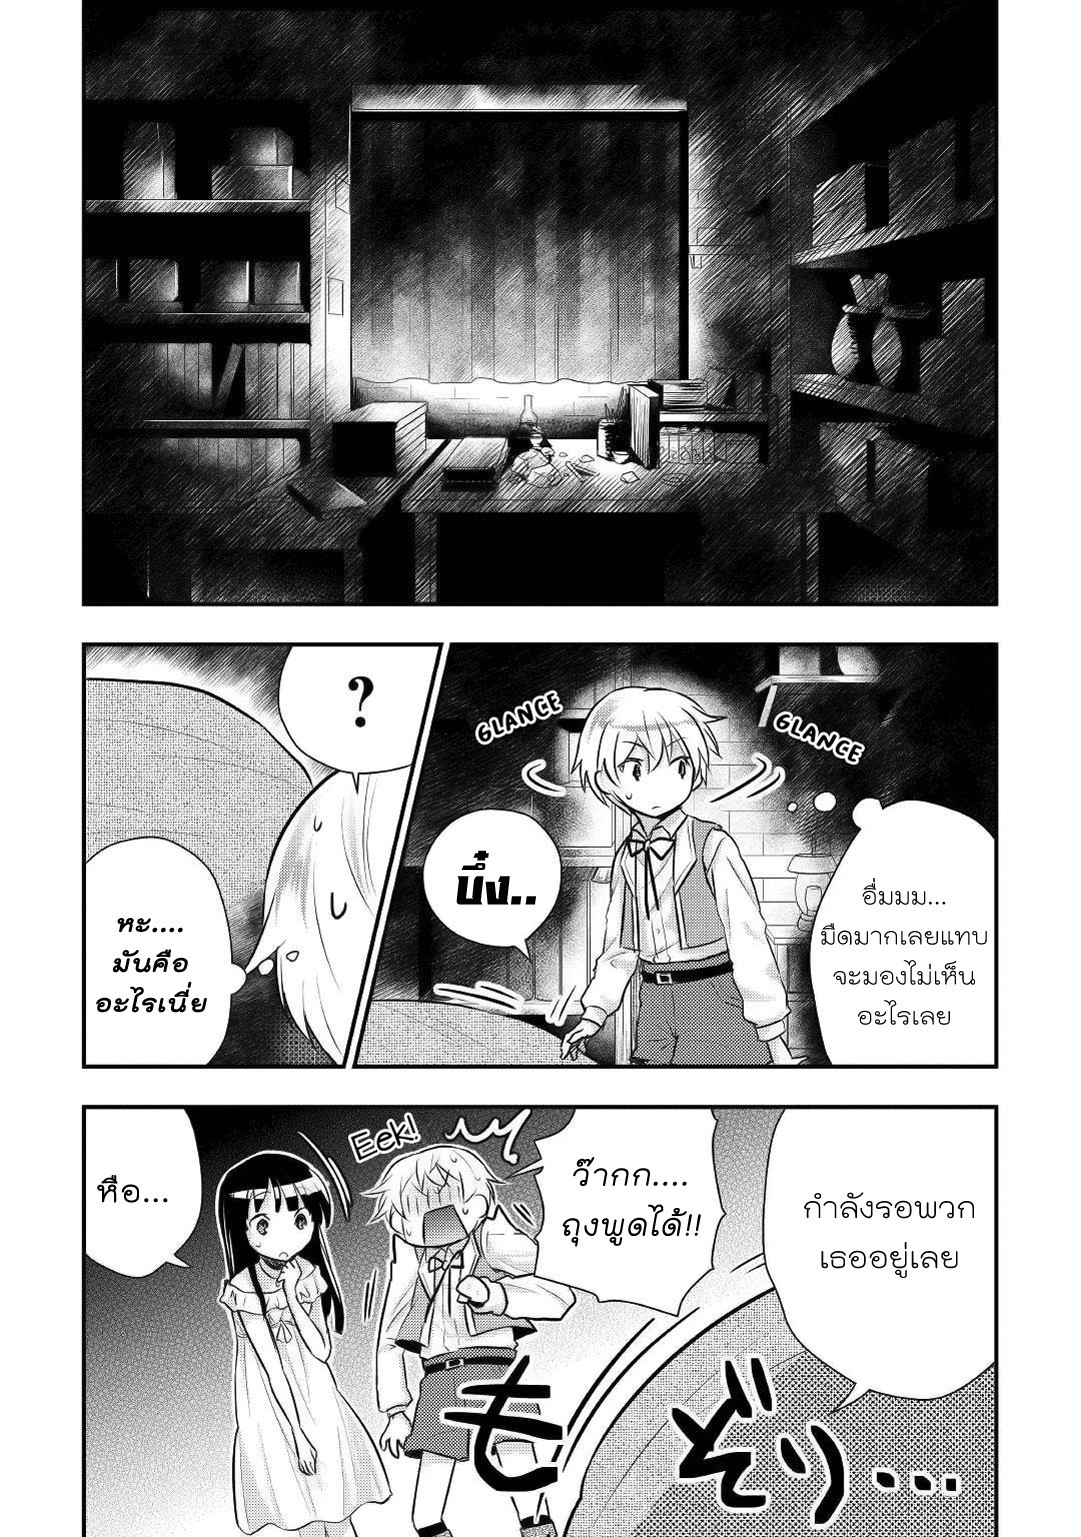 GLANCE
GLANCE
อื่มมม...
มืดมากเลยแทบ
จะมองไม่เห็น
อะไรเลย
บึ๋ง..
?
หะ....
มันคือ
อะไรเนี่ย
กำลังรอพวก
เธออยู่เลย
ว๊ากก....
ถุงพูดได้!!
Eek!
หือ...
もぞり...